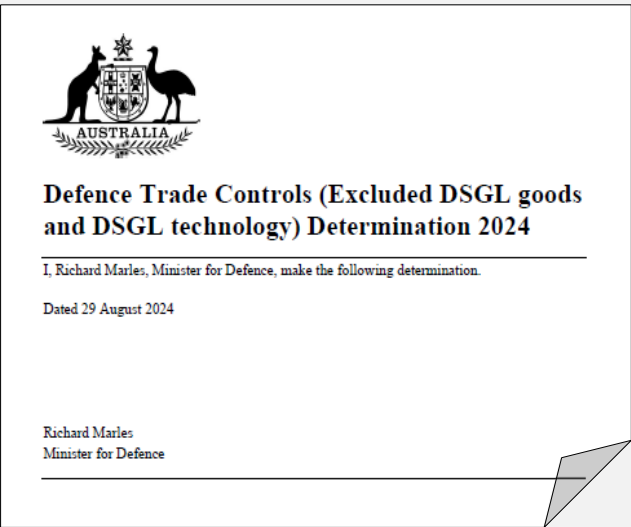 AUSTRALIA
Defence Trade Controls (Excluded DSGL goods
and DSGL technology) Determination 2024
I, Richard Marles, Minister for Defence, make the following determination.
Dated 29 August 2024
Richard Marles
Minister for Defence